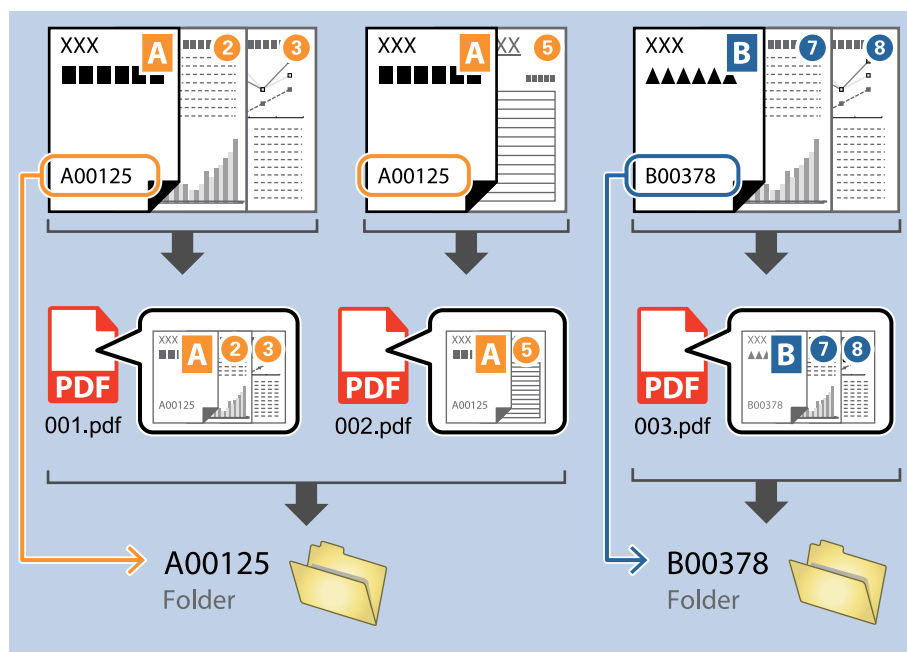 XXX A 2 3
A00125
XXX A XX 5
A00125
XXX B 7 8
B00378
PDF
001.pdf
XXX A 2 3
A00125
PDF
002.pdf
XXX A 5
A00125
PDF
003.pdf
XXX B 7 8
B00378
A00125
Folder
B00378
Folder